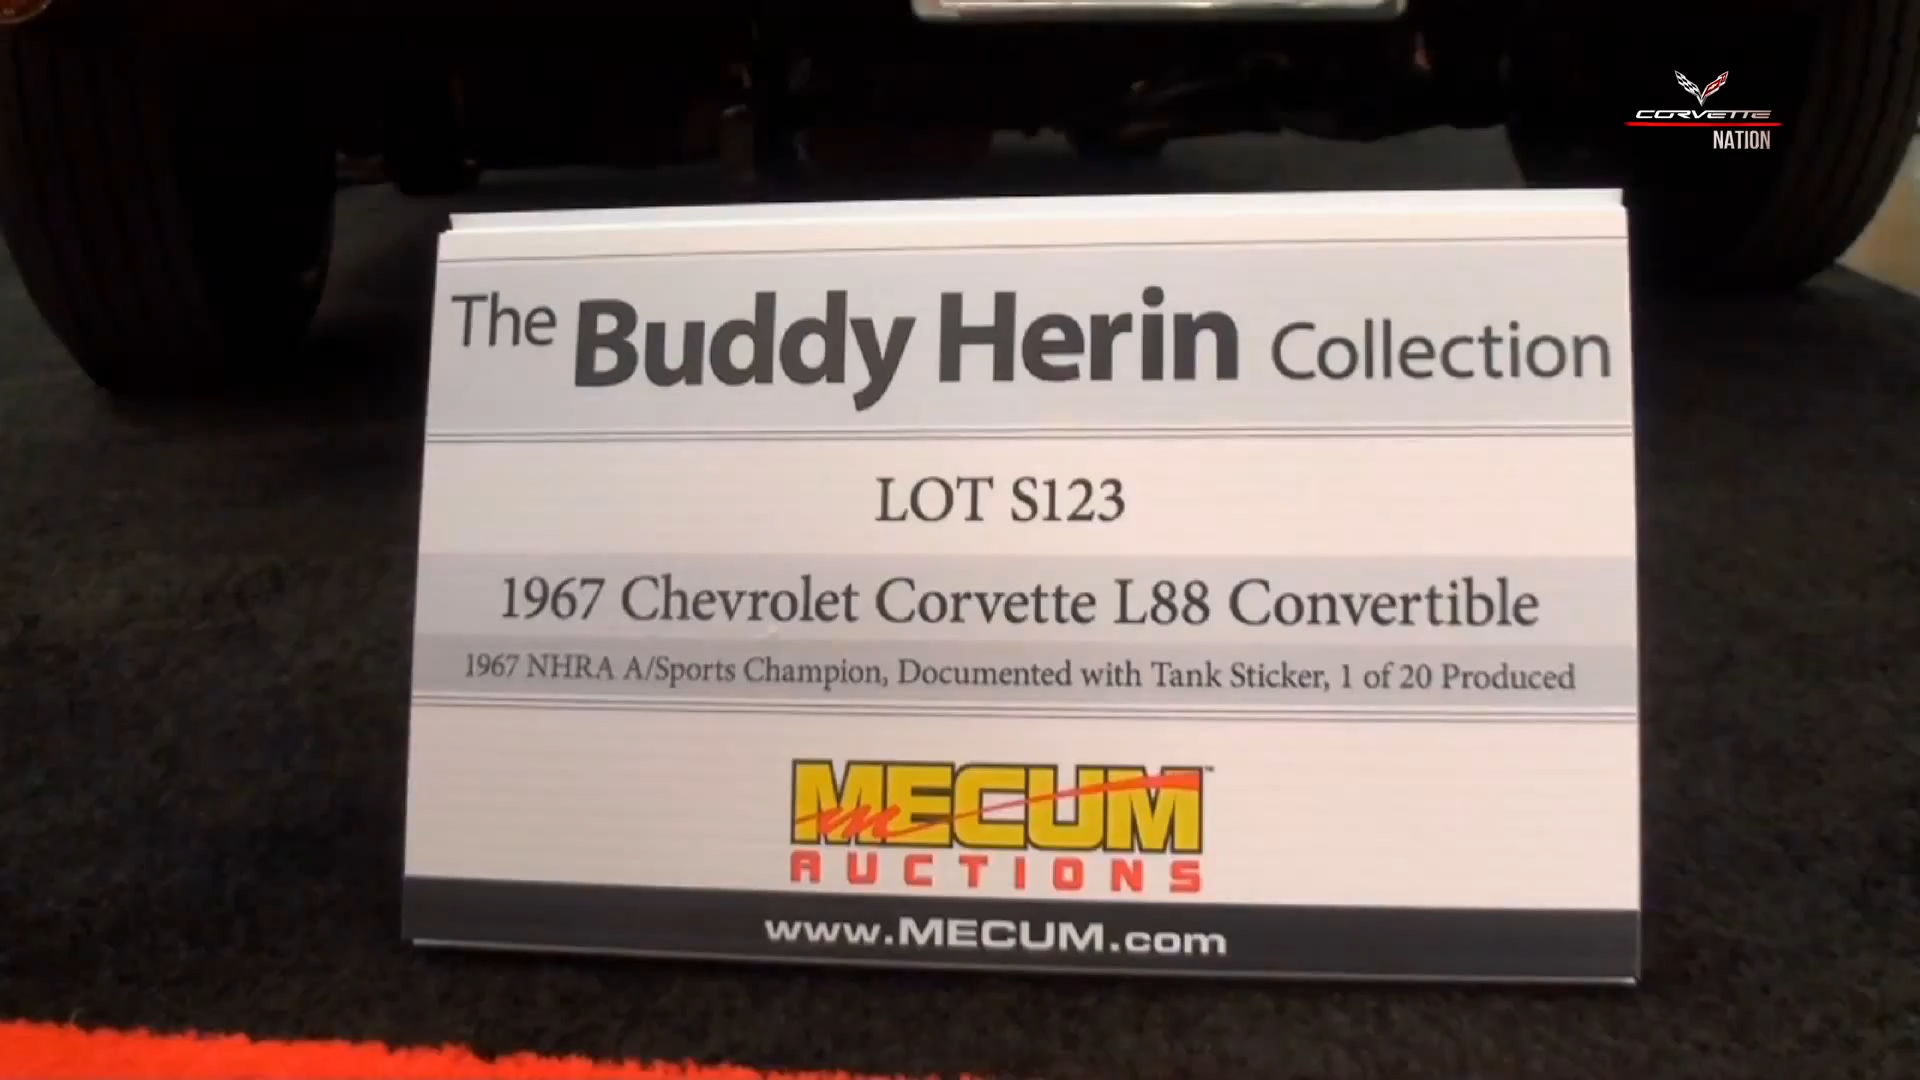 CORVETTE
NATION
The Buddy Herin Collection
LOT S123
1967 Chevrolet Corvette L88 Convertible
1967 NHRA A/Sports Champion, Documented with Tank Sticker, 1 of 20 Produced
MECUM™
AUCTIONS
www.MECUM.com